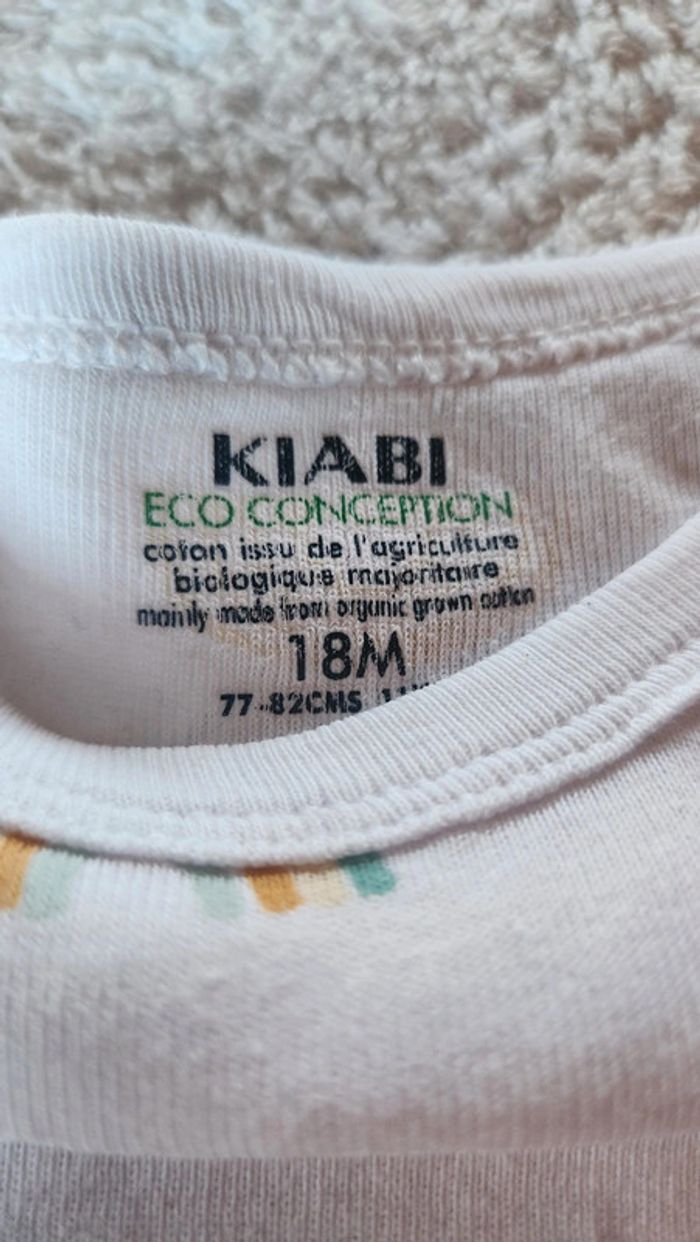 KIABI
ECO CONCEPTION
coton issu de l'agriculture
biologique majoritaire
mainly made from organic grown cotton
18M
77-82CMS